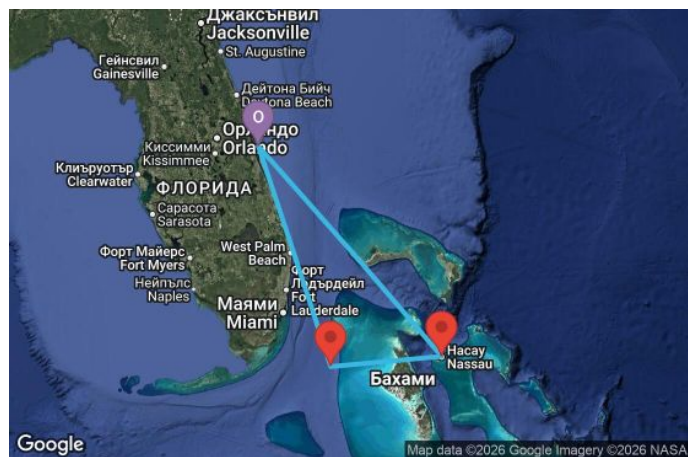 Джаксънвил
Jacksonville
St. Augustine
Гейнсвил
Gainesville
Дейтона Бийч
Daytona Beach
O
Орландо
Orlando
Киссимми
Kissimmee
Клиъруотър
Clearwater
ФЛОРИДА
Сарасота
Sarasota
Форт Майерс
Fort Myers
West Palm
Beach
Нейпълс
Naples
Форт
Лодърдейл
Fort
Lauderdale
Маями
Miami
Насау
Nassau
Бахами
Google
Map data ©2026 Google Imagery ©2026 NASA